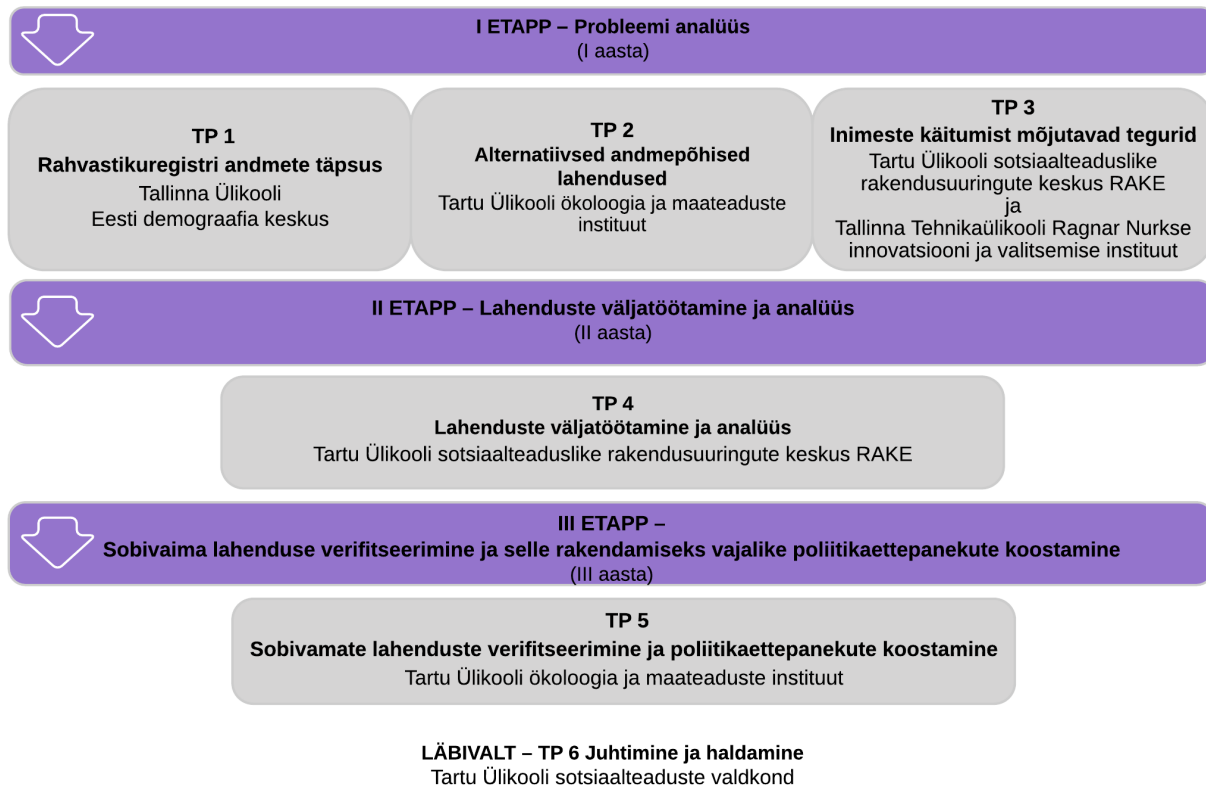 I ETAPP – Probleemi analüüs
(I aasta)
TP 1
Rahvastikuregistri andmete täpsus
Tallinna Ülikooli
Eesti demograafia keskus
TP 2
Alternatiivsed andmepõhised
lahendused
Tartu Ülikooli ökoloogia ja maateaduste
instituut
TP 3
Inimeste käitumist mõjutavad tegurid
Tartu Ülikooli sotsiaalteaduslike
rakendusuuringute keskus RAKE
ja
Tallinna Tehnikaülikooli Ragnar Nurkse
innovatsiooni ja valitsemise instituut
II ETAPP – Lahenduste väljatöötamine ja analüüs
(II aasta)
TP 4
Lahenduste väljatöötamine ja analüüs
Tartu Ülikooli sotsiaalteaduslike rakendusuuringute keskus RAKE
III ETAPP –
Sobivaima lahenduse verifitseerimine ja selle rakendamiseks vajalike poliitikaettepanekute koostamine
(III aasta)
TP 5
Sobivamate lahenduste verifitseerimine ja poliitikaettepanekute koostamine
Tartu Ülikooli ökoloogia ja maateaduste instituut
LÄBIVALT – TP 6 Juhtimine ja haldamine
Tartu Ülikooli sotsiaalteaduste valdkond